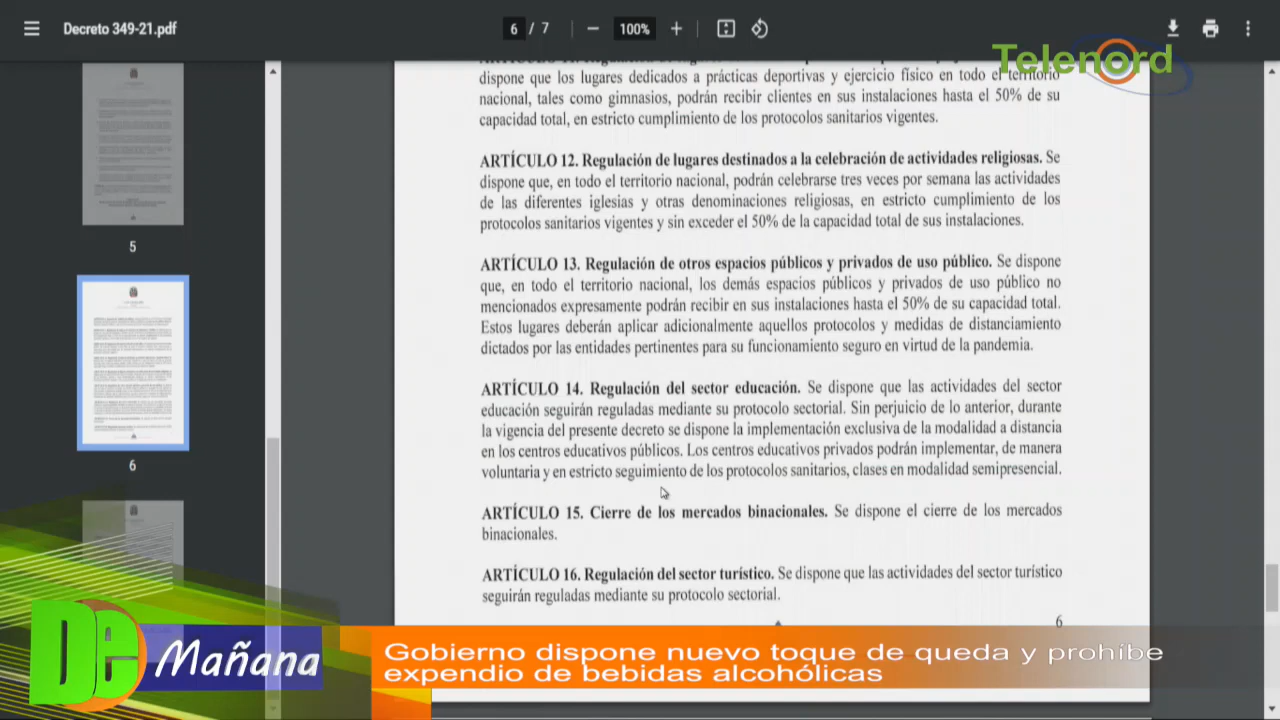 Decreto 349-21.pdf
6 / 7
100%
Telenord
dispone que los lugares dedicados a prácticas deportivas y ejercicio físico en todo el territorio
nacional, tales como gimnasios, podrán recibir clientes en sus instalaciones hasta el 50% de su
capacidad total, en estricto cumplimiento de los protocolos sanitarios vigentes.
ARTÍCULO 12. Regulación de lugares destinados a la celebración de actividades religiosas. Se
dispone que, en todo el territorio nacional, podrán celebrarse tres veces por semana las actividades
de las diferentes iglesias y otras denominaciones religiosas, en estricto cumplimiento de los
protocolos sanitarios vigentes y sin exceder el 50% de la capacidad total de sus instalaciones.
ARTÍCULO 13. Regulación de otros espacios públicos y privados de uso público. Se dispone
que, en todo el territorio nacional, los demás espacios públicos y privados de uso público no
mencionados expresamente podrán recibir en sus instalaciones hasta el 50% de su capacidad total.
Estos lugares deberán aplicar adicionalmente aquellos protocolos y medidas de distanciamiento
dictados por las entidades pertinentes para su funcionamiento seguro en virtud de la pandemia.
ARTÍCULO 14. Regulación del sector educación. Se dispone que las actividades del sector
educación seguirán reguladas mediante su protocolo sectorial. Sin perjuicio de lo anterior, durante
la vigencia del presente decreto se dispone la implementación exclusiva de la modalidad a distancia
en los centros educativos públicos. Los centros educativos privados podrán implementar, de manera
voluntaria y en estricto seguimiento de los protocolos sanitarios, clases en modalidad semipresencial.
ARTÍCULO 15. Cierre de los mercados binacionales. Se dispone el cierre de los mercados
binacionales.
ARTÍCULO 16. Regulación del sector turístico. Se dispone que las actividades del sector turístico
seguirán reguladas mediante su protocolo sectorial.
6
5
6
De Mañana
Gobierno dispone nuevo toque de queda y prohíbe
expendio de bebidas alcohólicas